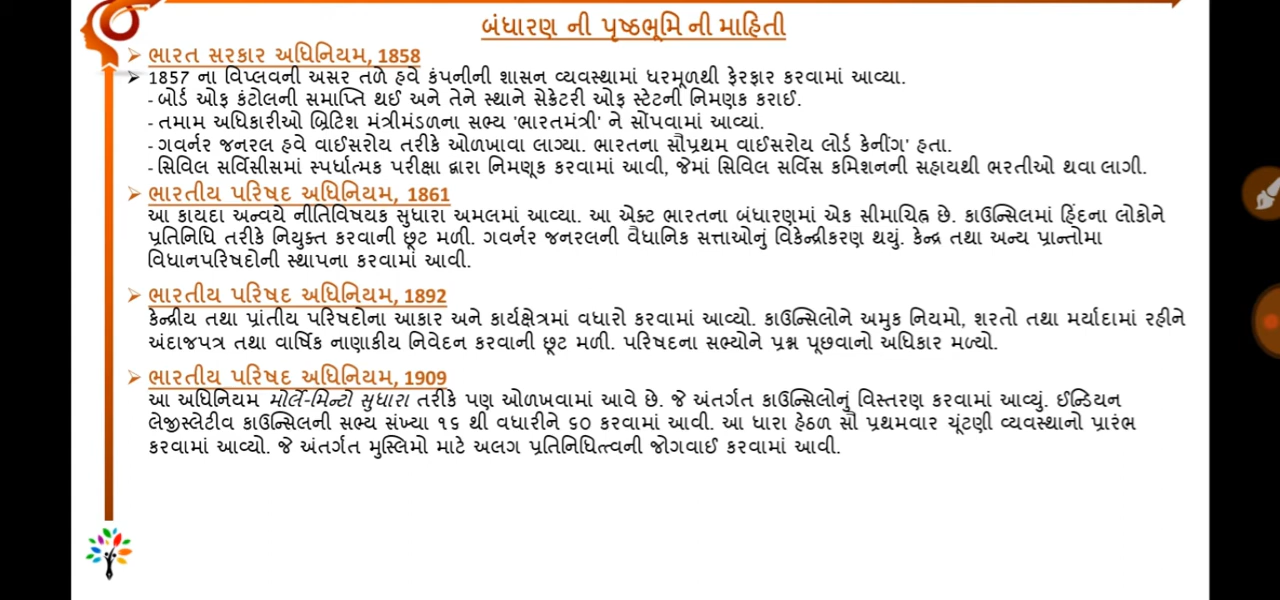 બંધારણ ની પૃષ્ઠભૂમિ ની માહિતી
➢ ભારત સરકાર અધિનિયમ, 1858
➢ 1857 ના વિપ્લવની અસર તળે હવે કંપનીની શાસન વ્યવસ્થામાં ધરમૂળથી ફેરફાર કરવામાં આવ્યા.
- બોર્ડ ઓફ કંટોલની સમાપ્તિ થઈ અને તેને સ્થાને સેક્રેટરી ઓફ સ્ટેટની નિમણક કરાઈ.
- તમામ અધિકારીઓ બ્રિટિશ મંત્રીમંડળના સભ્ય 'ભારતમંત્રી' ને સોંપવામાં આવ્યાં.
- ગવર્નર જનરલ હવે વાઈસરોય તરીકે ઓળખાવા લાગ્યા. ભારતના સૌપ્રથમ વાઈસરોય લોર્ડ કેનીંગ' હતા.
- સિવિલ સર્વિસીસમાં સ્પર્ધાત્મક પરીક્ષા દ્વારા નિમણૂક કરવામાં આવી, જેમાં સિવિલ સર્વિસ કમિશનની સહાયથી ભરતીઓ થવા લાગી.
➢ ભારતીય પરિષદ અધિનિયમ, 1861
આ કાયદા અન્વયે નીતિવિષયક સુધારા અમલમાં આવ્યા. આ એક્ટ ભારતના બંધારણમાં એક સીમાચિહ્ન છે. કાઉન્સિલમાં હિંદના લોકોને
પ્રતિનિધિ તરીકે નિયુક્ત કરવાની છૂટ મળી. ગવર્નર જનરલની વૈધાનિક સત્તાઓનું વિકેન્દ્રીકરણ થયું. કેન્દ્ર તથા અન્ય પ્રાન્તોમા
વિધાનપરિષદોની સ્થાપના કરવામાં આવી.
➢ ભારતીય પરિષદ અધિનિયમ, 1892
કેન્દ્રીય તથા પ્રાંતીય પરિષદોના આકાર અને કાર્યક્ષેત્રમાં વધારો કરવામાં આવ્યો. કાઉન્સિલોને અમુક નિયમો, શરતો તથા મર્યાદામાં રહીને
અંદાજપત્ર તથા વાર્ષિક નાણાકીય નિવેદન કરવાની છૂટ મળી. પરિષદના સભ્યોને પ્રશ્ન પૂછવાનો અધિકાર મળ્યો.
➢ ભારતીય પરિષદ અધિનિયમ, 1909
આ અધિનિયમ મોર્લે-મિન્ટો સુધારા તરીકે પણ ઓળખવામાં આવે છે. જે અંતર્ગત કાઉન્સિલોનું વિસ્તરણ કરવામાં આવ્યું. ઈન્ડિયન
લેજીસ્લેટીવ કાઉન્સિલની સભ્ય સંખ્યા ૧૬ થી વધારીને ૬૦ કરવામાં આવી. આ ધારા હેઠળ સૌ પ્રથમવાર ચૂંટણી વ્યવસ્થાનો પ્રારંભ
કરવામાં આવ્યો. જે અંતર્ગત મુસ્લિમો માટે અલગ પ્રતિનિધિત્વની જોગવાઈ કરવામાં આવી.